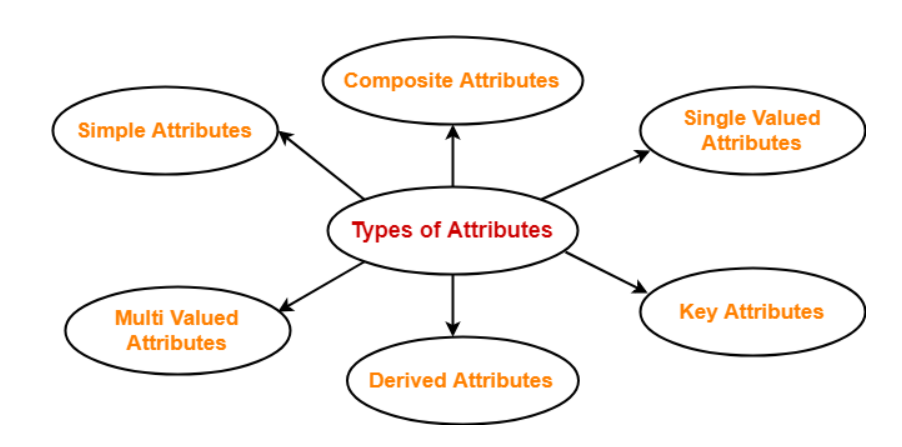 Composite Attributes
Simple Attributes
Single Valued
Attributes
Types of Attributes
Multi Valued
Attributes
Key Attributes
Derived Attributes